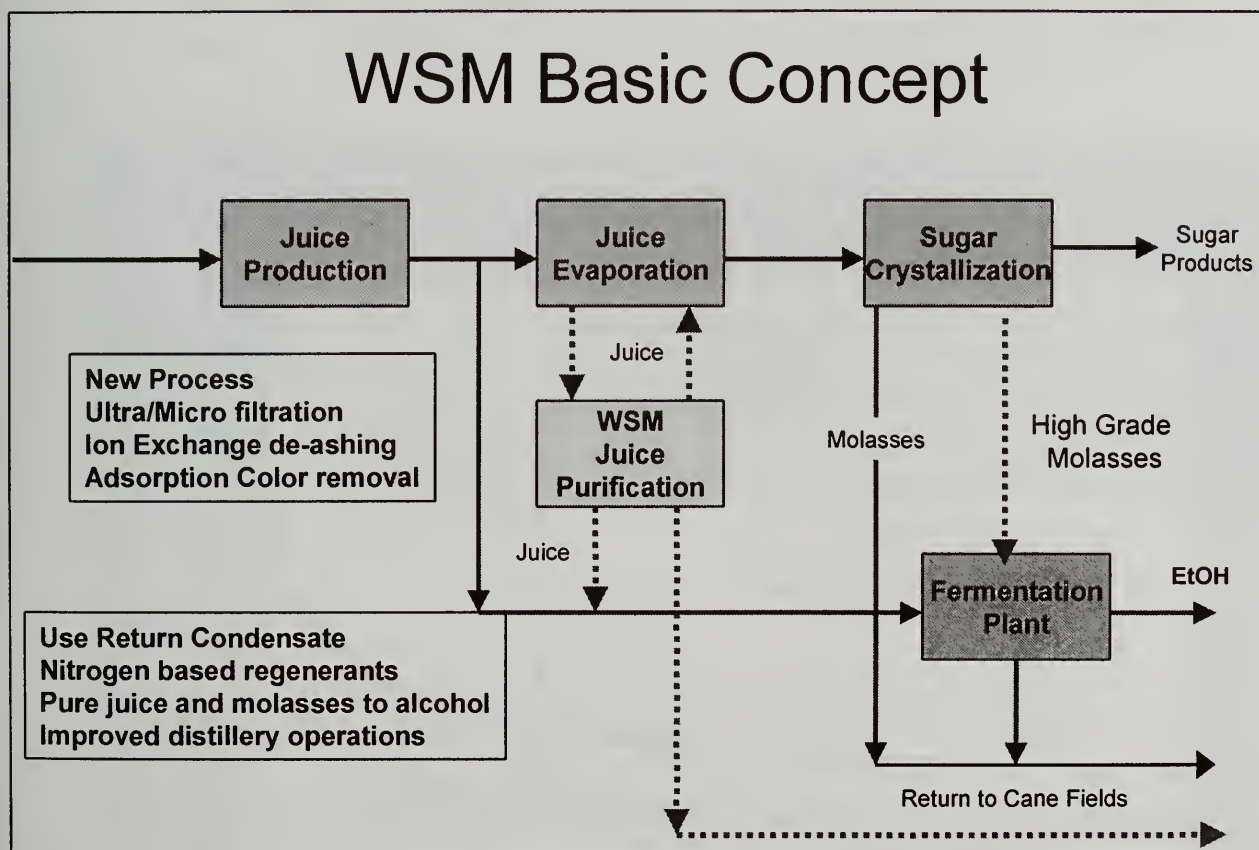 WSM Basic Concept
Juice
Production
Juice
Evaporation
Sugar
Crystallization
Sugar
Products
Juice
New Process
Ultra/Micro filtration
Ion Exchange de-ashing
Adsorption Color removal
WSM
Juice
Purification
Molasses
High Grade
Molasses
Juice
Fermentation
Plant
EtOH
Use Return Condensate
Nitrogen based regenerants
Pure juice and molasses to alcohol
Improved distillery operations
Return to Cane Fields